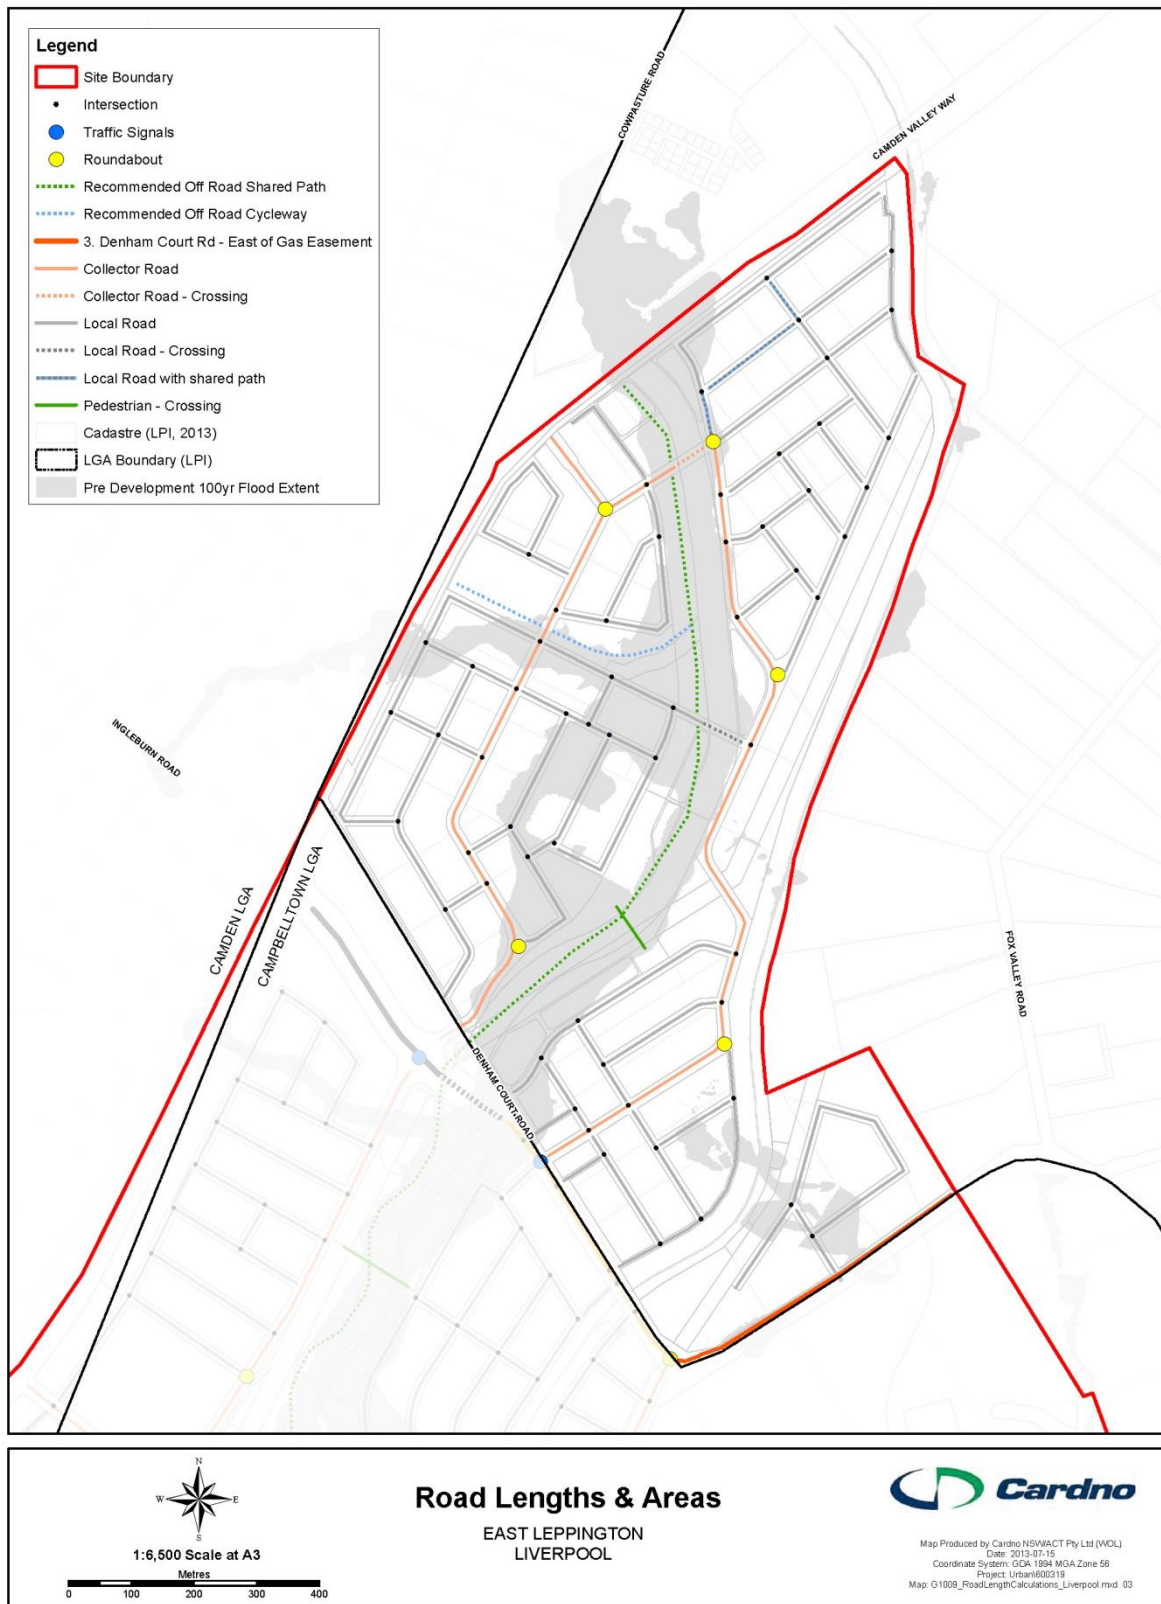 Legend
Site Boundary
Intersection
Traffic Signals
Roundabout
Recommended Off Road Shared Path
Recommended Off Road Cycleway
3. Denham Court Rd - East of Gas Easement
Collector Road
Collector Road - Crossing
Local Road
Local Road - Crossing
Local Road with shared path
Pedestrian - Crossing
Cadastre (LPI, 2013)
LGA Boundary (LPI)
Pre Development 100yr Flood Extent
COWPASTURE ROAD
CAMDEN VALLEY WAY
INGLEBURN ROAD
CAMDEN LGA
CAMPBELLTOWN LGA
DENHAM COURT ROAD
FOX VALLEY ROAD
N
W
E
S
1:6,500 Scale at A3
Metres
0 100 200 300 400
Road Lengths & Areas
EAST LEPPINGTON
LIVERPOOL
Cardno
Map Produced by Cardno NSW/ACT Pty Ltd (WOL)
Date: 2013-07-15
Coordinate System: GDA 1994 MGA Zone 56
Project: Urban\600319
Map: G1009_RoadLengthCalculations_Liverpool.mxd 03